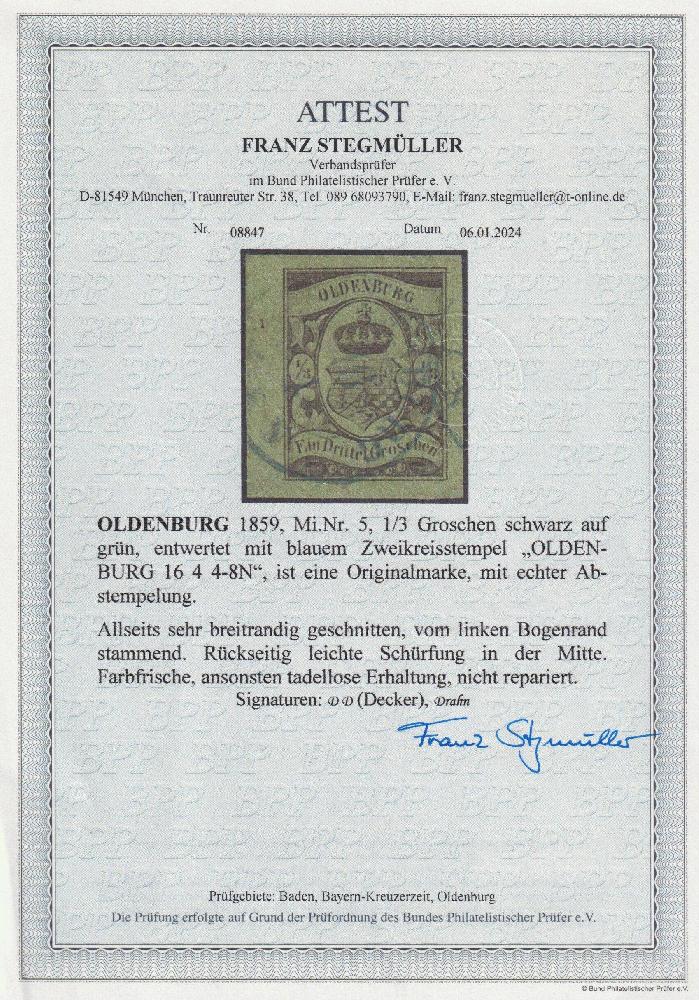 ATTEST
FRANZ STEGMÜLLER
Verbandsprüfer
im Bund Philatelistischer Prüfer e. V.
D-81549 München, Traunreuter Str. 38, Tel. 089 68093790, E-Mail: franz.stegmueller@t-online.de
Nr. 08847 Datum 06.01.2024
OLDENBURG
1
1/3
Ein Drittel Groschen
OLDENBURG 1859, Mi.Nr. 5, 1/3 Groschen schwarz auf
grün, entwertet mit blauem Zweikreisstempel „OLDEN-
BURG 16 4 4-8N“, ist eine Originalmarke, mit echter Ab-
stempelung.
Allseits sehr breitrandig geschnitten, vom linken Bogenrand
stammend. Rückseitig leichte Schürfung in der Mitte.
Farbfrische, ansonsten tadellose Erhaltung, nicht repariert.
Signaturen: D D (Decker), Drahn
Franz Stegmüller
Prüfgebiete: Baden, Bayern-Kreuzerzeit, Oldenburg
Die Prüfung erfolgte auf Grund der Prüfordnung des Bundes Philatelistischer Prüfer e.V.
© Bund Philatelistischer Prüfer e.V.